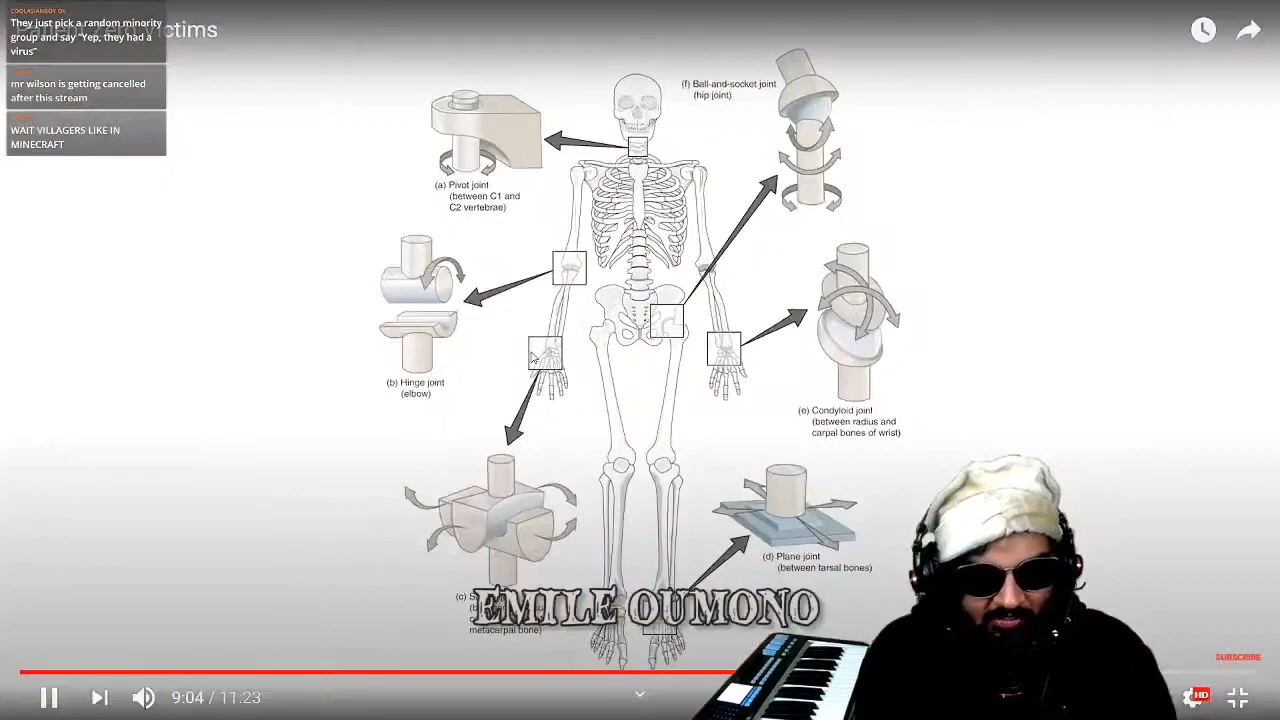 COOLASIANBOY OK
They just pick a random minority
group and say "Yep, they had a
virus"
mr wilson is getting cancelled
after this stream
WAIT VILLAGERS LIKE IN
MINECRAFT
Victims
(f) Ball-and-socket joint
(hip joint)
(a) Pivot joint
(between C1 and
C2 vertebrae)
(b) Hinge joint
(elbow)
(e) Condyloid joint
(between radius and
carpal bones of wrist)
(d) Plane joint
(between tarsal bones)
(c)
metacarpal bone)
EMILE OUMONO
SUBSCRIBE
9:04 / 11:23
HD